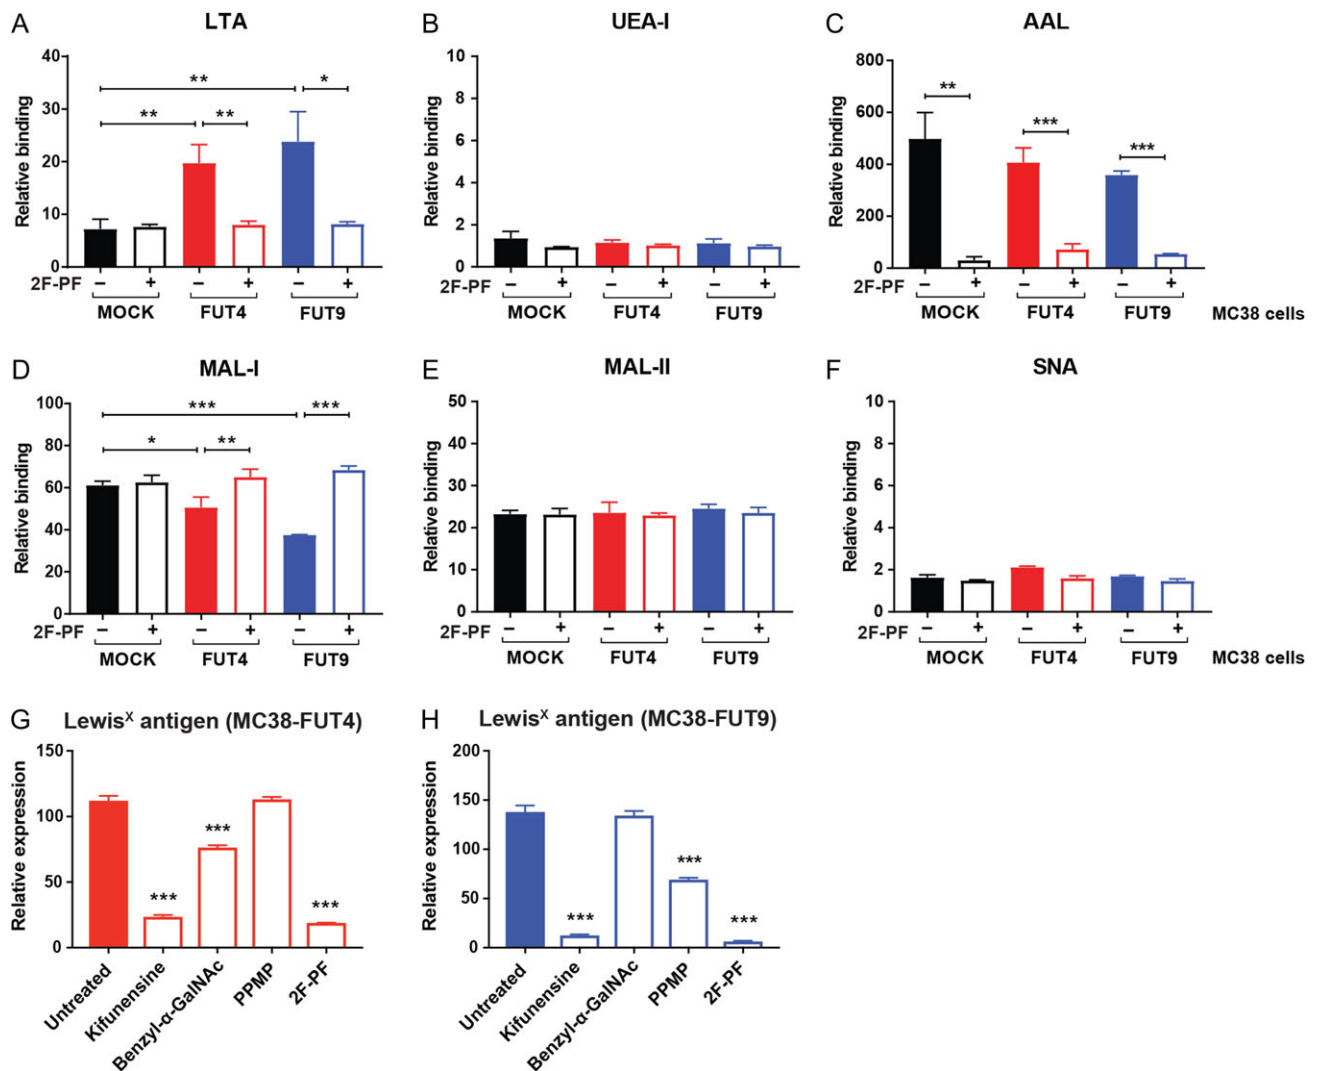 A LTA
Relative binding
40
30
20
10
0
** *
** **
2F-PF – + – + – +
MOCK FUT4 FUT9
B UEA-I
Relative binding
10
8
6
4
2
0
2F-PF – + – + – +
MOCK FUT4 FUT9
C AAL
Relative binding
800
600
400
200
0
** *** ***
2F-PF – + – + – +
MOCK FUT4 FUT9 MC38 cells
D MAL-I
Relative binding
100
80
60
40
20
0
*** ***
* **
2F-PF – + – + – +
MOCK FUT4 FUT9
E MAL-II
Relative binding
50
40
30
20
10
0
2F-PF – + – + – +
MOCK FUT4 FUT9
F SNA
Relative binding
10
8
6
4
2
0
2F-PF – + – + – +
MOCK FUT4 FUT9 MC38 cells
G Lewisˣ antigen (MC38-FUT4)
Relative expression
150
100
50
0
*** *** ***
Untreated
Kifunensine
Benzyl-α-GalNAc
PPMP
2F-PF
H Lewisˣ antigen (MC38-FUT9)
Relative expression
200
150
100
50
0
*** *** ***
Untreated
Kifunensine
Benzyl-α-GalNAc
PPMP
2F-PF